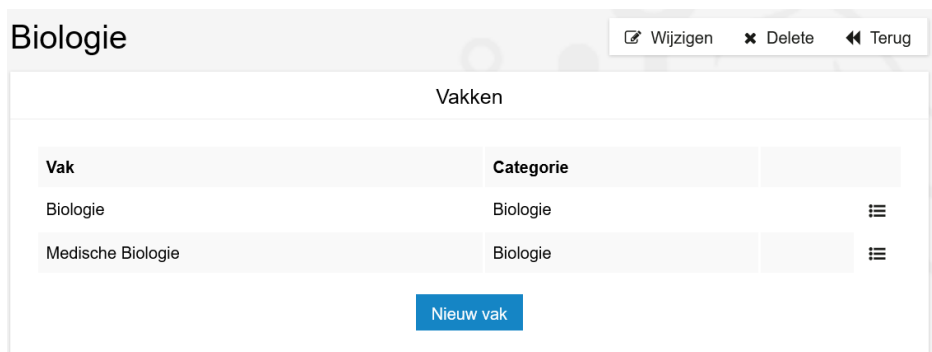 Biologie
Wijzigen Delete Terug
Vakken
Vak Categorie
Biologie Biologie
Medische Biologie Biologie
Nieuw vak